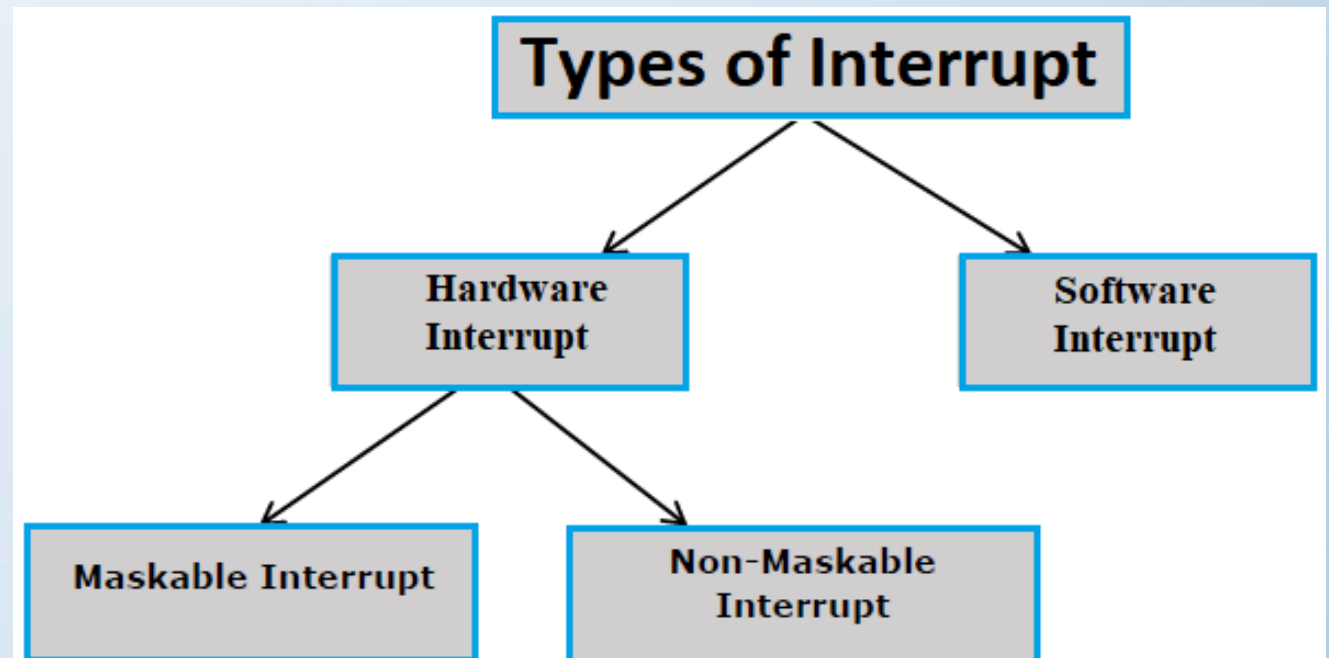 Types of Interrupt
Hardware
Interrupt
Software
Interrupt
Maskable Interrupt
Non-Maskable
Interrupt